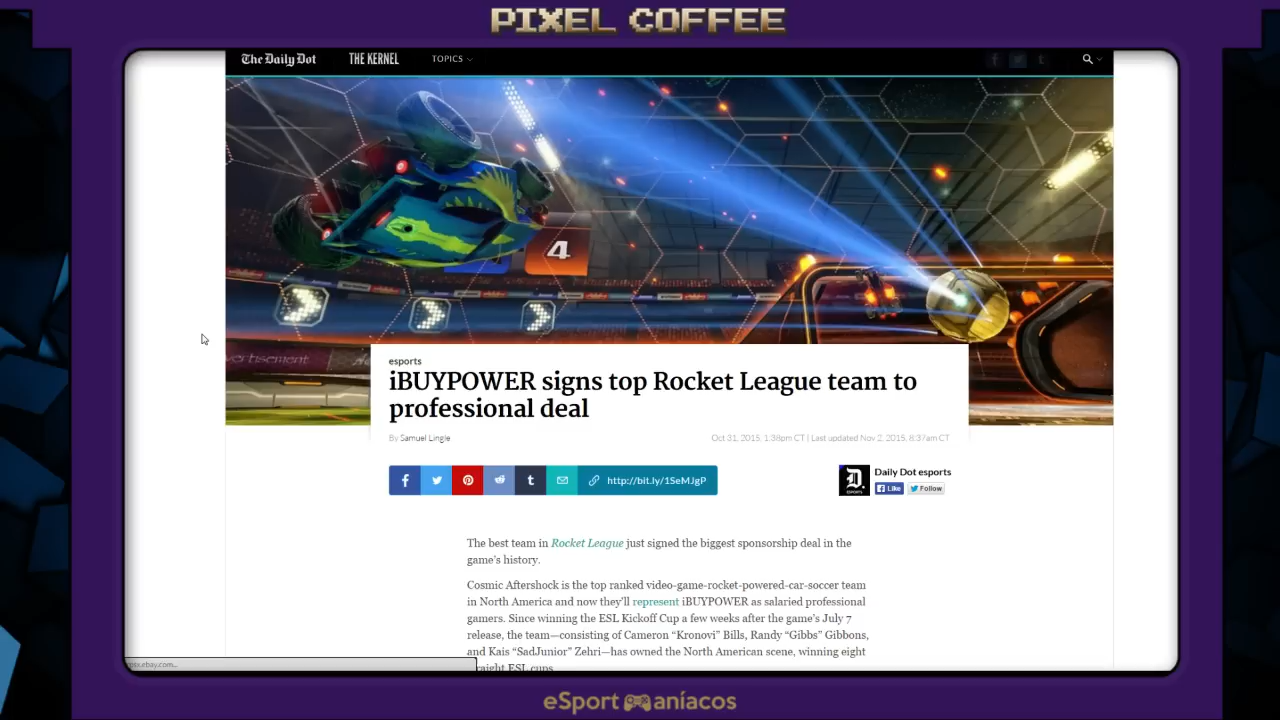 PIXEL COFFEE
The Daily Dot THE KERNEL TOPICS
4
esports
iBUYPOWER signs top Rocket League team to
professional deal
By Samuel Lingle Oct 31, 2015, 1:38pm CT | Last updated Nov 2, 2015, 8:37am CT
http://bit.ly/1SeMJgP
Daily Dot esports
Like Follow
The best team in Rocket League just signed the biggest sponsorship deal in the
game's history.
Cosmic Aftershock is the top ranked video-game-rocket-powered-car-soccer team
in North America and now they'll represent iBUYPOWER as salaried professional
gamers. Since winning the ESL Kickoff Cup a few weeks after the game's July 7
release, the team—consisting of Cameron "Kronovi" Bills, Randy "Gibbs" Gibbons,
and Kais "SadJunior" Zehri—has owned the North American scene, winning eight
straight ESL cups
eSport maníacos